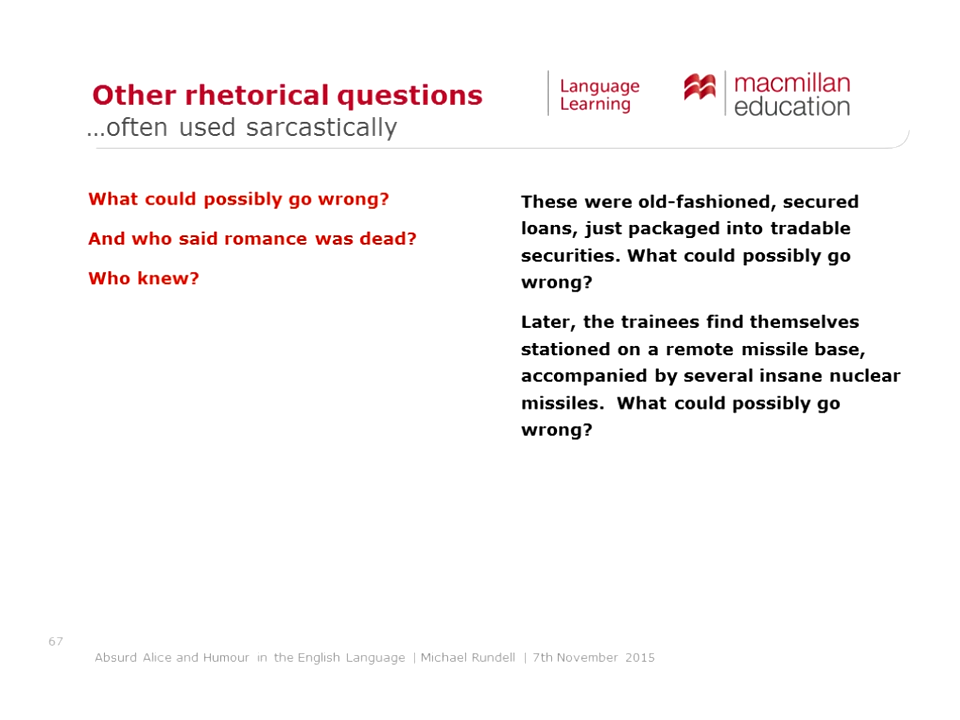 Other rhetorical questions
…often used sarcastically
Language
Learning
macmillan
education
What could possibly go wrong?
And who said romance was dead?
Who knew?
These were old-fashioned, secured
loans, just packaged into tradable
securities. What could possibly go
wrong?
Later, the trainees find themselves
stationed on a remote missile base,
accompanied by several insane nuclear
missiles.  What could possibly go
wrong?
67
Absurd Alice and Humour in the English Language | Michael Rundell | 7th November 2015